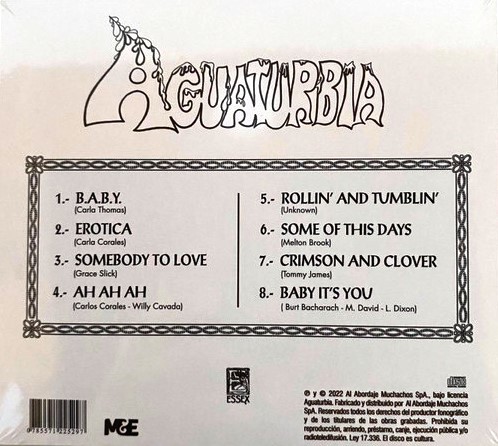 AGUATURBIA
1.- B.A.B.Y.
(Carla Thomas)
2.- EROTICA
(Carla Corales)
3.- SOMEBODY TO LOVE
(Grace Slick)
4.- AH AH AH
(Carlos Corales - Willy Cavada)
5.- ROLLIN' AND TUMBLIN'
(Unknown)
6.- SOME OF THIS DAYS
(Melton Brook)
7.- CRIMSON AND CLOVER
(Tommy James)
8.- BABY IT'S YOU
( Burt Bacharach - M. David - L. Dixon)
M&E
ESSEX
℗ y © 2022 Al Abordaje Muchachos SpA., bajo licencia
Aguaturbia. Fabricado y distribuido por Al Abordaje Muchachos
SpA. Reservados todos los derechos del productor fonográfico
y de los titulares de las obras grabadas. Prohibida su
reproducción, arriendo, préstamo, canje, ejecución pública y/o
radioteledifulsión. Ley 17.336. El discos es cultura.